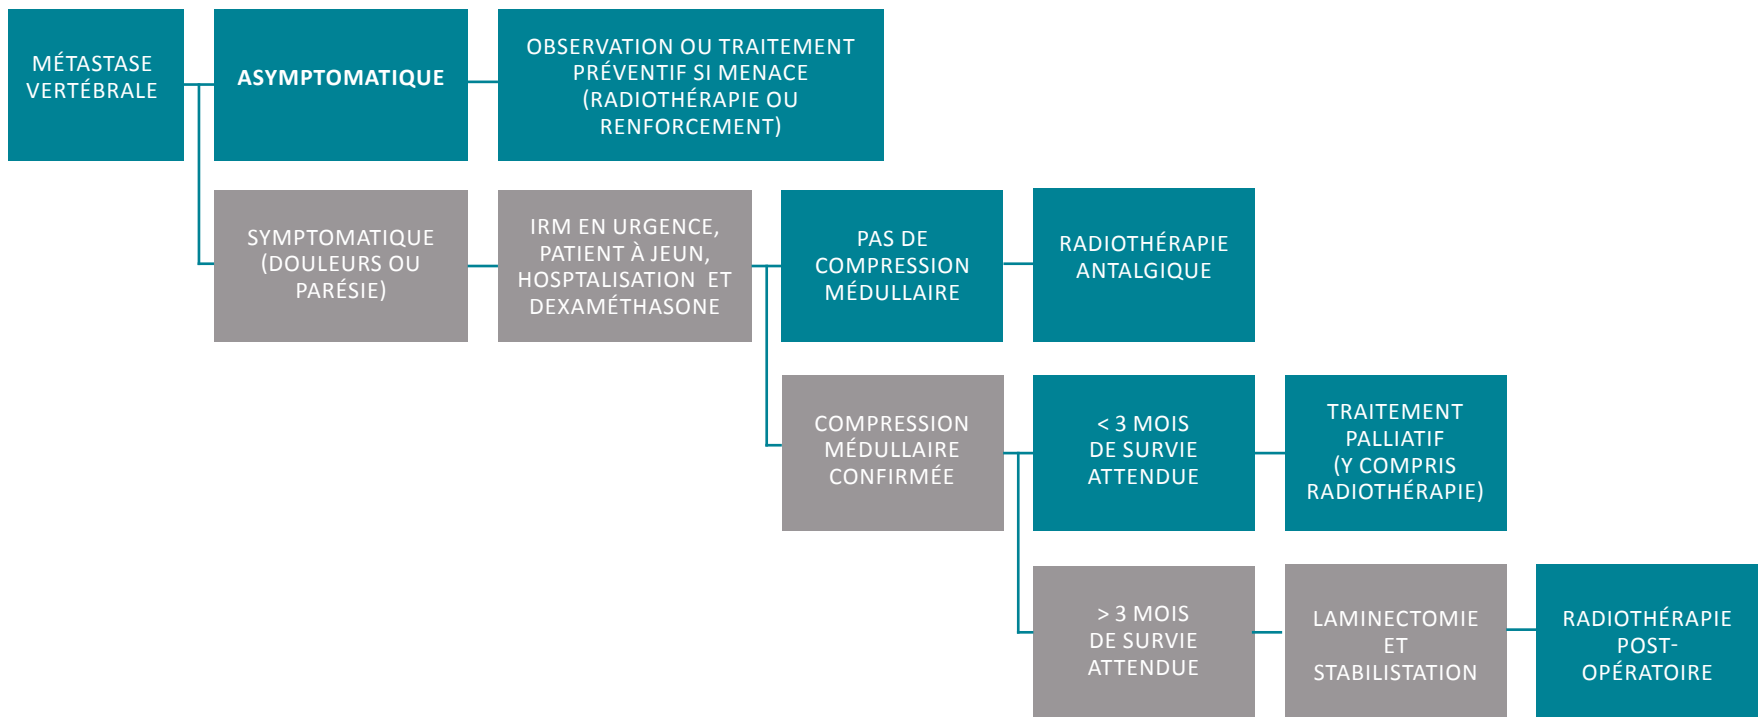 MÉTASTASE
VERTÉBRALE
ASYMPTOMATIQUE
OBSERVATION OU TRAITEMENT
PRÉVENTIF SI MENACE
(RADIOTHÉRAPIE OU
RENFORCEMENT)
SYMPTOMATIQUE
(DOULEURS OU
PARÉSIE)
IRM EN URGENCE,
PATIENT À JEUN,
HOSPTALISATION ET
DEXAMÉTHASONE
PAS DE
COMPRESSION
MÉDULLAIRE
RADIOTHÉRAPIE
ANTALGIQUE
COMPRESSION
MÉDULLAIRE
CONFIRMÉE
< 3 MOIS
DE SURVIE
ATTENDUE
TRAITEMENT
PALLIATIF
(Y COMPRIS
RADIOTHÉRAPIE)
> 3 MOIS
DE SURVIE
ATTENDUE
LAMINECTOMIE
ET
STABILISTATION
RADIOTHÉRAPIE
POST-
OPÉRATOIRE